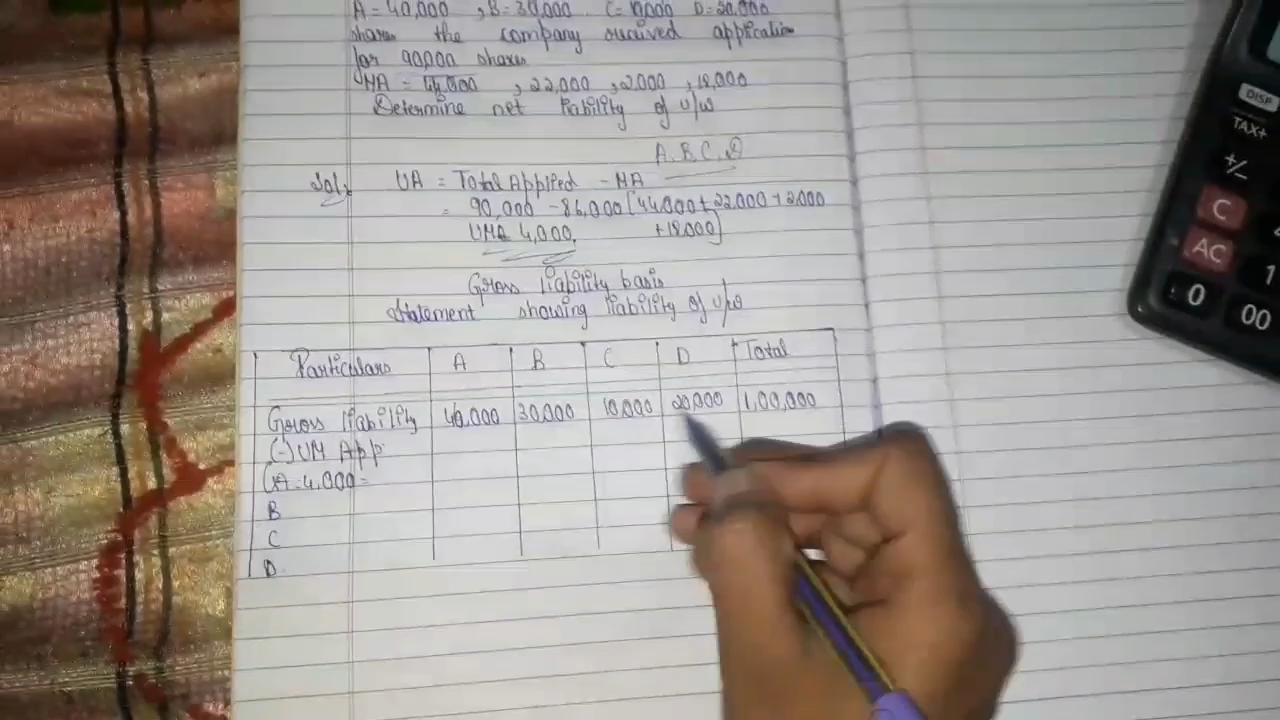 A = 40,000 , B = 30,000 C = 10,000 D = 20,000
shares the company received application
for 90,000 shares
MA = 44,000 , 22,000 , 2,000 , 18,000
Determine net liability of u/w
A, B, C, D
Sol:
UA = Total Applied - MA
= 90,000 - 86,000 [44,000 + 22,000 + 2,000
4,000 + 18,000]
Gross liability basis
Statement showing liability of u/w
Particulars A B C D Total
Gross liability 40,000 30,000 10,000 20,000 1,00,000
(-) UM App
(A = 4,000 =
B
C
D
DISP
TAX+
+/-
C
AC
0
1
00